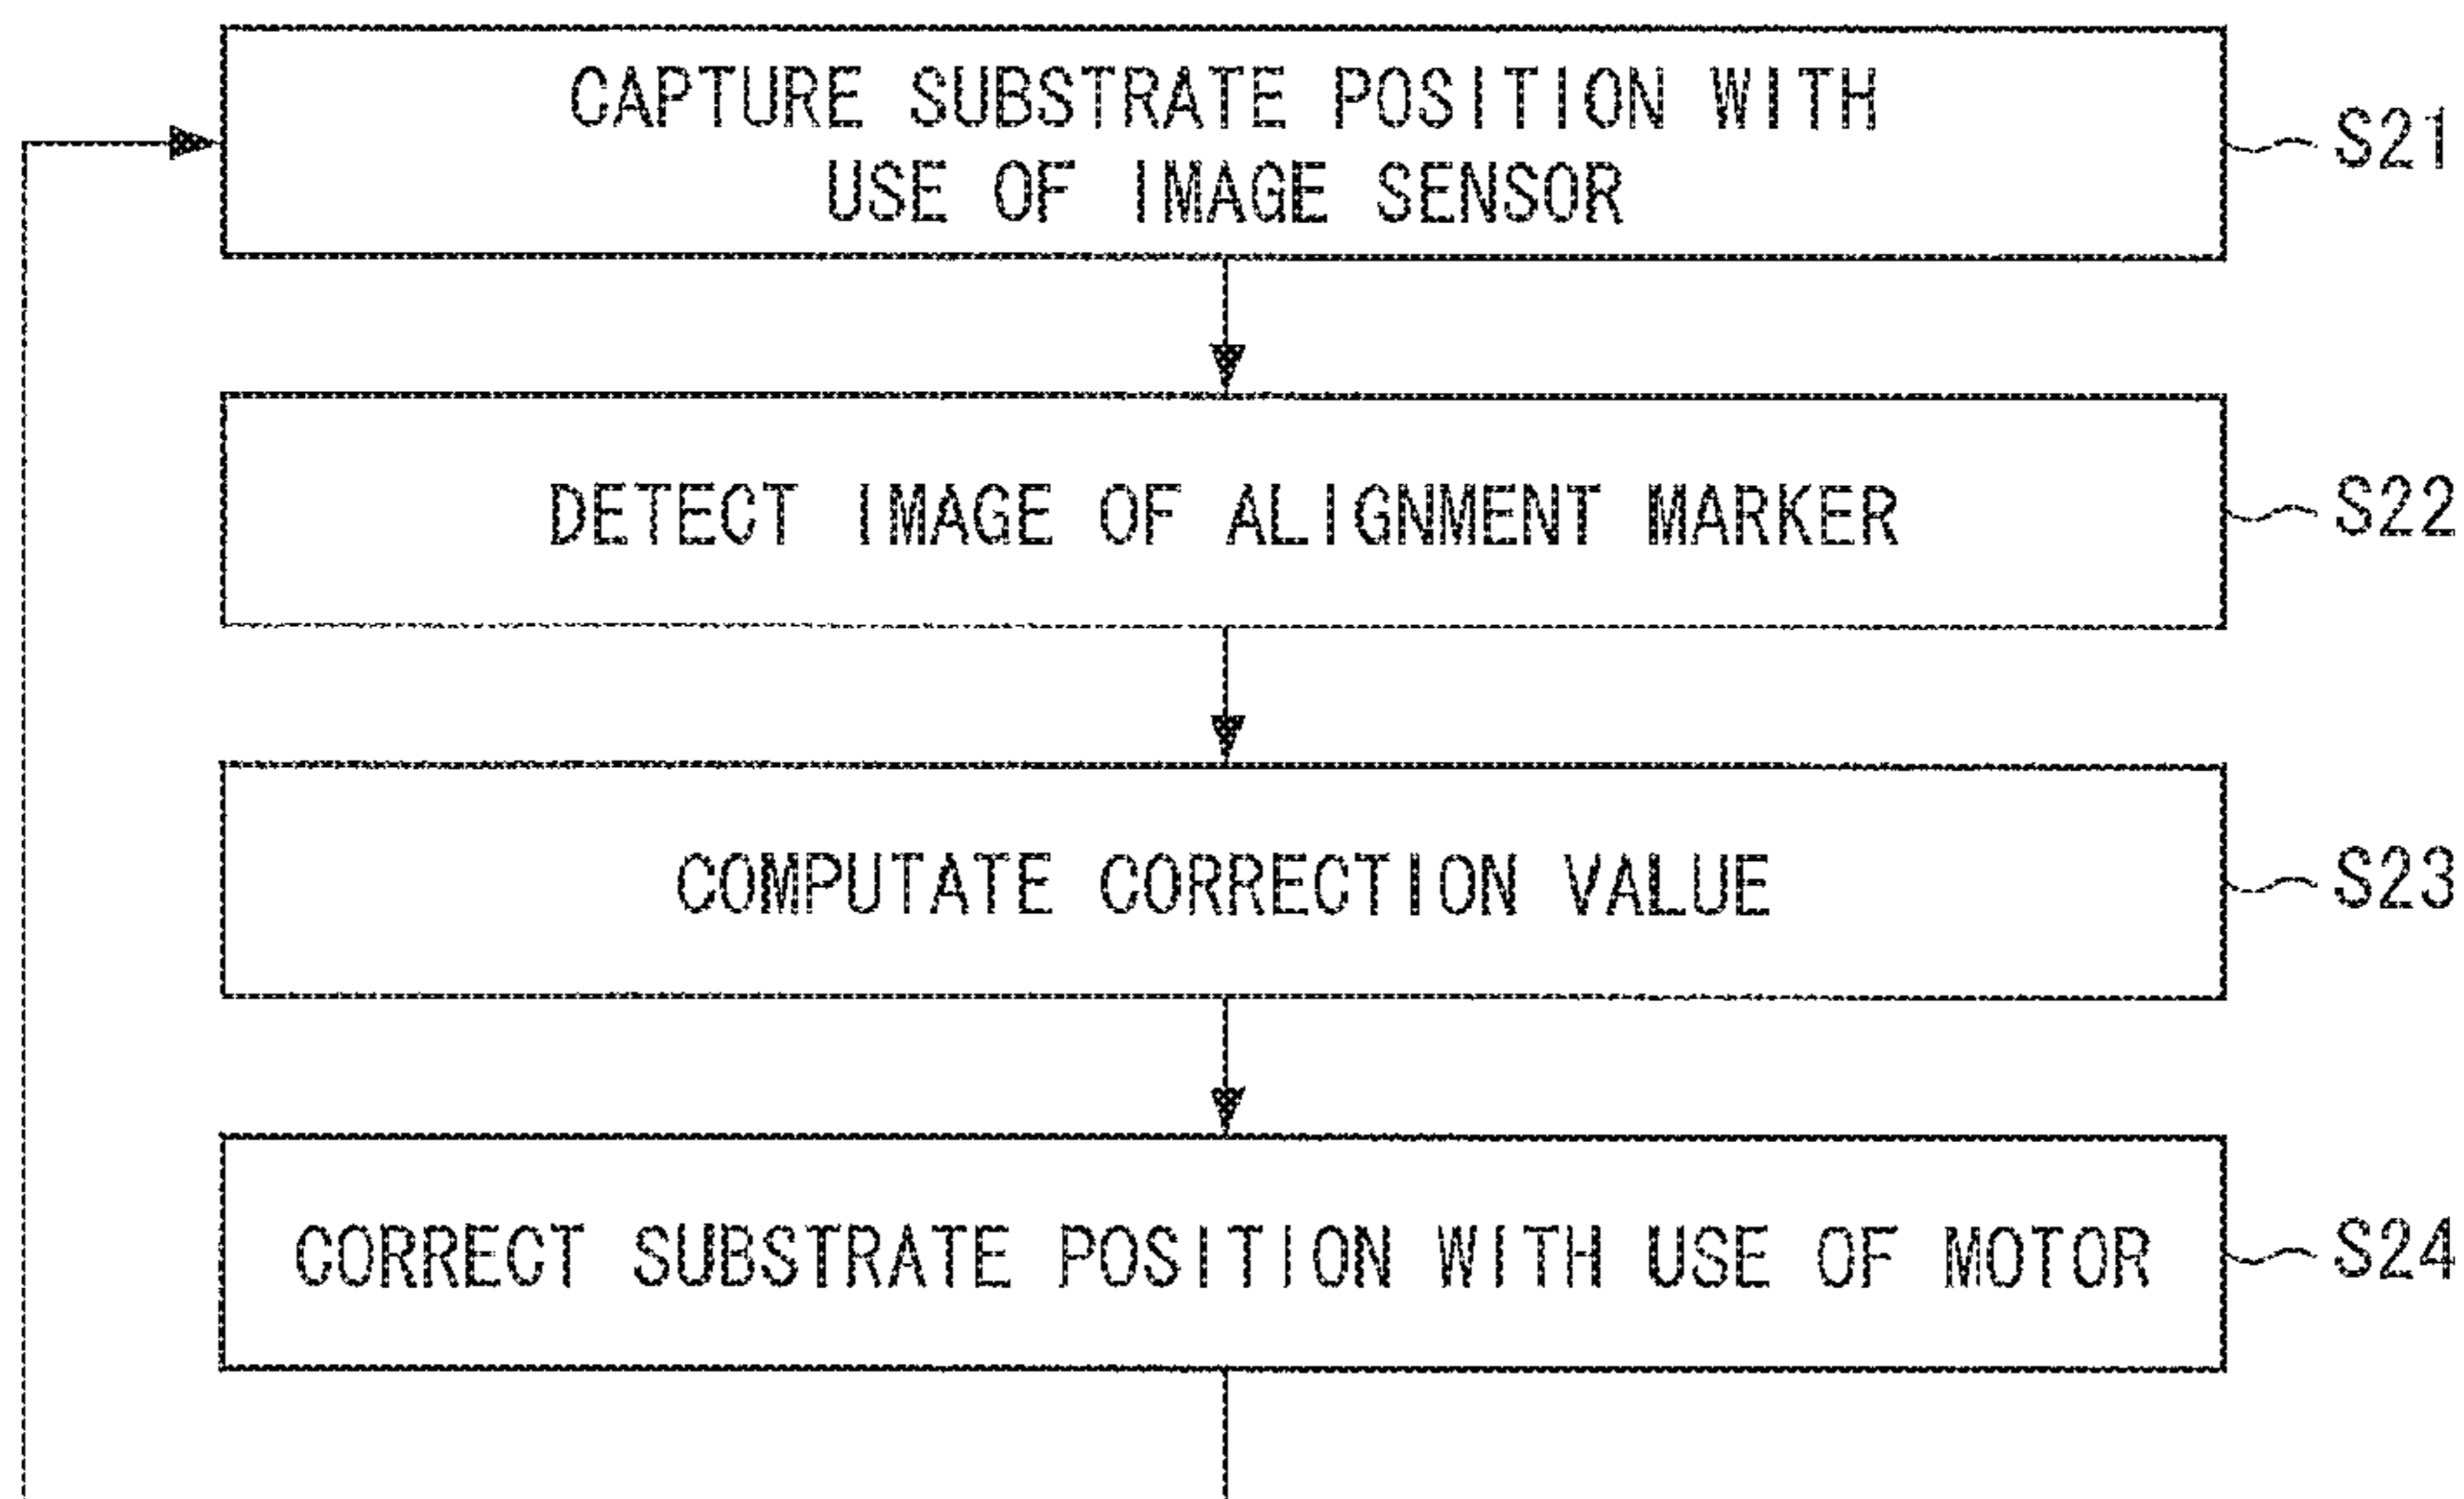 CAPTURE SUBSTRATE POSITION WITH
USE OF IMAGE SENSOR
S21
DETECT IMAGE OF ALIGNMENT MARKER
S22
COMPUTATE CORRECTION VALUE
S23
CORRECT SUBSTRATE POSITION WITH USE OF MOTOR
S24